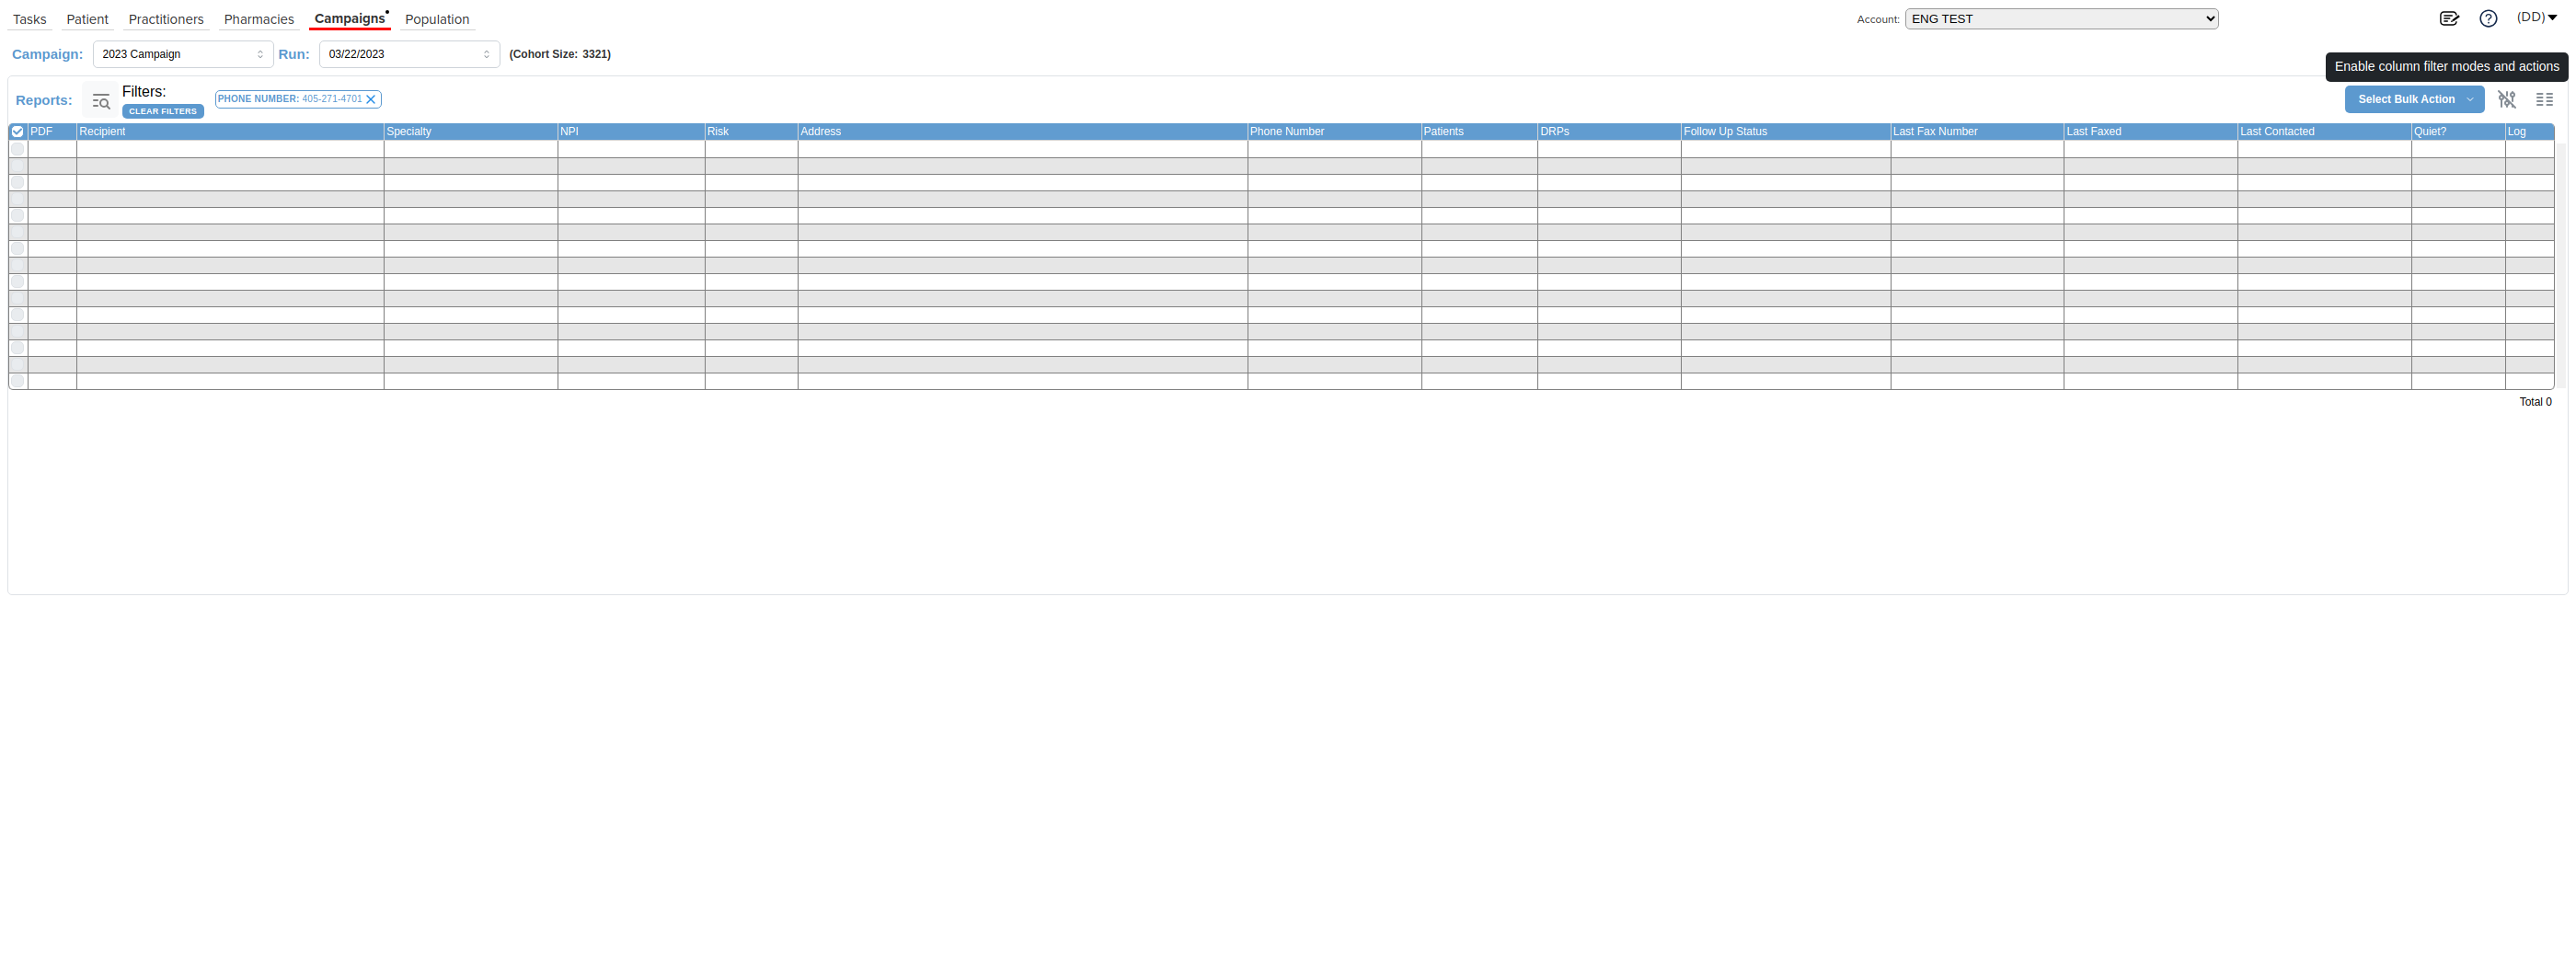 Tasks Patient Practitioners Pharmacies Campaigns Population Account: ENG TEST (DD)
Campaign: 2023 Campaign Run: 03/22/2023 (Cohort Size: 3321)
Enable column filter modes and actions
Reports: Filters: PHONE NUMBER: 405-271-4701 Select Bulk Action
CLEAR FILTERS
PDF Recipient Specialty NPI Risk Address Phone Number Patients DRPs Follow Up Status Last Fax Number Last Faxed Last Contacted Quiet? Log
Total 0